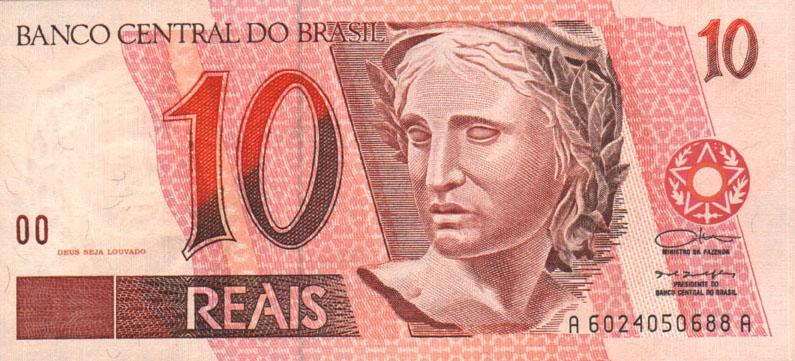 BANCO CENTRAL DO BRASIL
10
10
00
DEUS SEJA LOUVADO
MINISTRO DA FAZENDA
PRESIDENTE DO
BANCO CENTRAL DO BRASIL
REAIS
A 6024050688 A